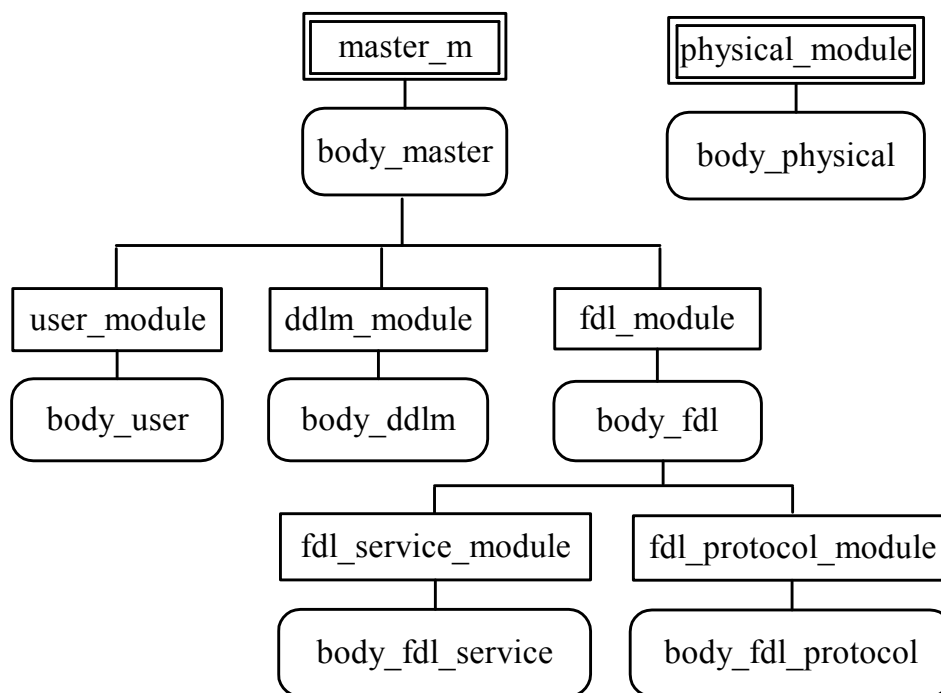 master_m
physical_module
body_master
body_physical
user_module
ddlm_module
fdl_module
body_user
body_ddlm
body_fdl
fdl_service_module
fdl_protocol_module
body_fdl_service
body_fdl_protocol